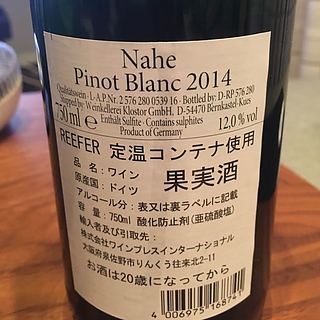 Nahe
Pinot Blanc 2014
Qualitätswein · L-A.P.Nr. 2 576 280 0539 16 · Bottled by: D-RP 576 280
Shipped by: Weinkellerei Klostor GmbH, D-54470 Bernkastel-Kues
750 ml ℮ Enthält Sulfite · Contains sulphites 12,0 % vol
Product of Germany
REEFER 定温コンテナ使用
品名：ワイン
原産国：ドイツ 果実酒
アルコール分：表又は裏ラベルに記載
容量：750ml 酸化防止剤(亜硫酸塩)
輸入者及び引取先：
株式会社ワインプレスインターナショナル
大阪府泉佐野市りんくう往来北2-11
お酒は20歳になってから
4 006975 168741